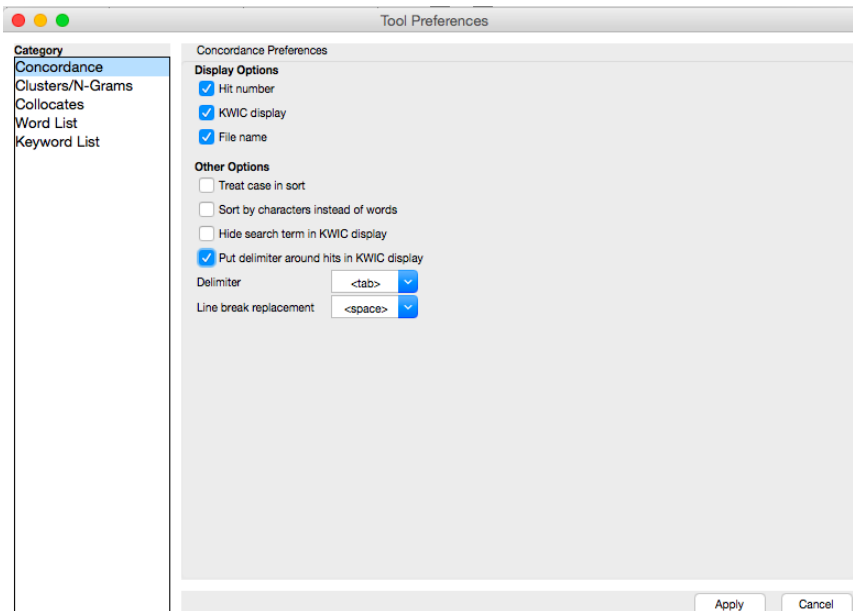 Tool Preferences
Category
Concordance
Clusters/N-Grams
Collocates
Word List
Keyword List
Concordance Preferences
Display Options
Hit number
KWIC display
File name
Other Options
Treat case in sort
Sort by characters instead of words
Hide search term in KWIC display
Put delimiter around hits in KWIC display
Delimiter <tab>
Line break replacement <space>
Apply Cancel